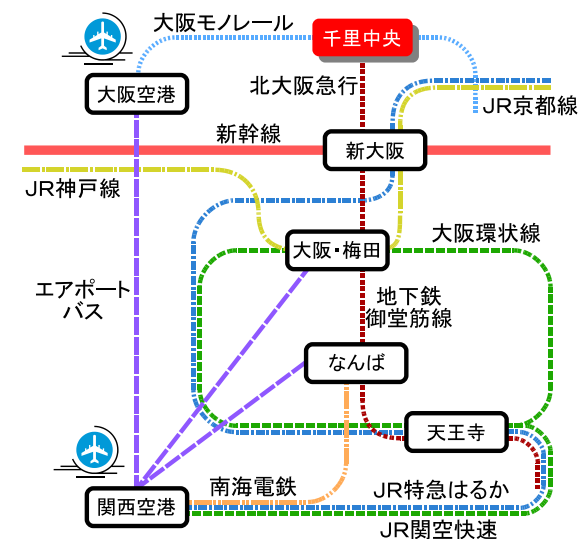 大阪モノレール
千里中央
大阪空港
北大阪急行
JR京都線
新幹線
新大阪
JR神戸線
大阪・梅田
大阪環状線
エアポート
バス
地下鉄
御堂筋線
なんば
天王寺
関西空港
南海電鉄
JR特急はるか
JR関空快速